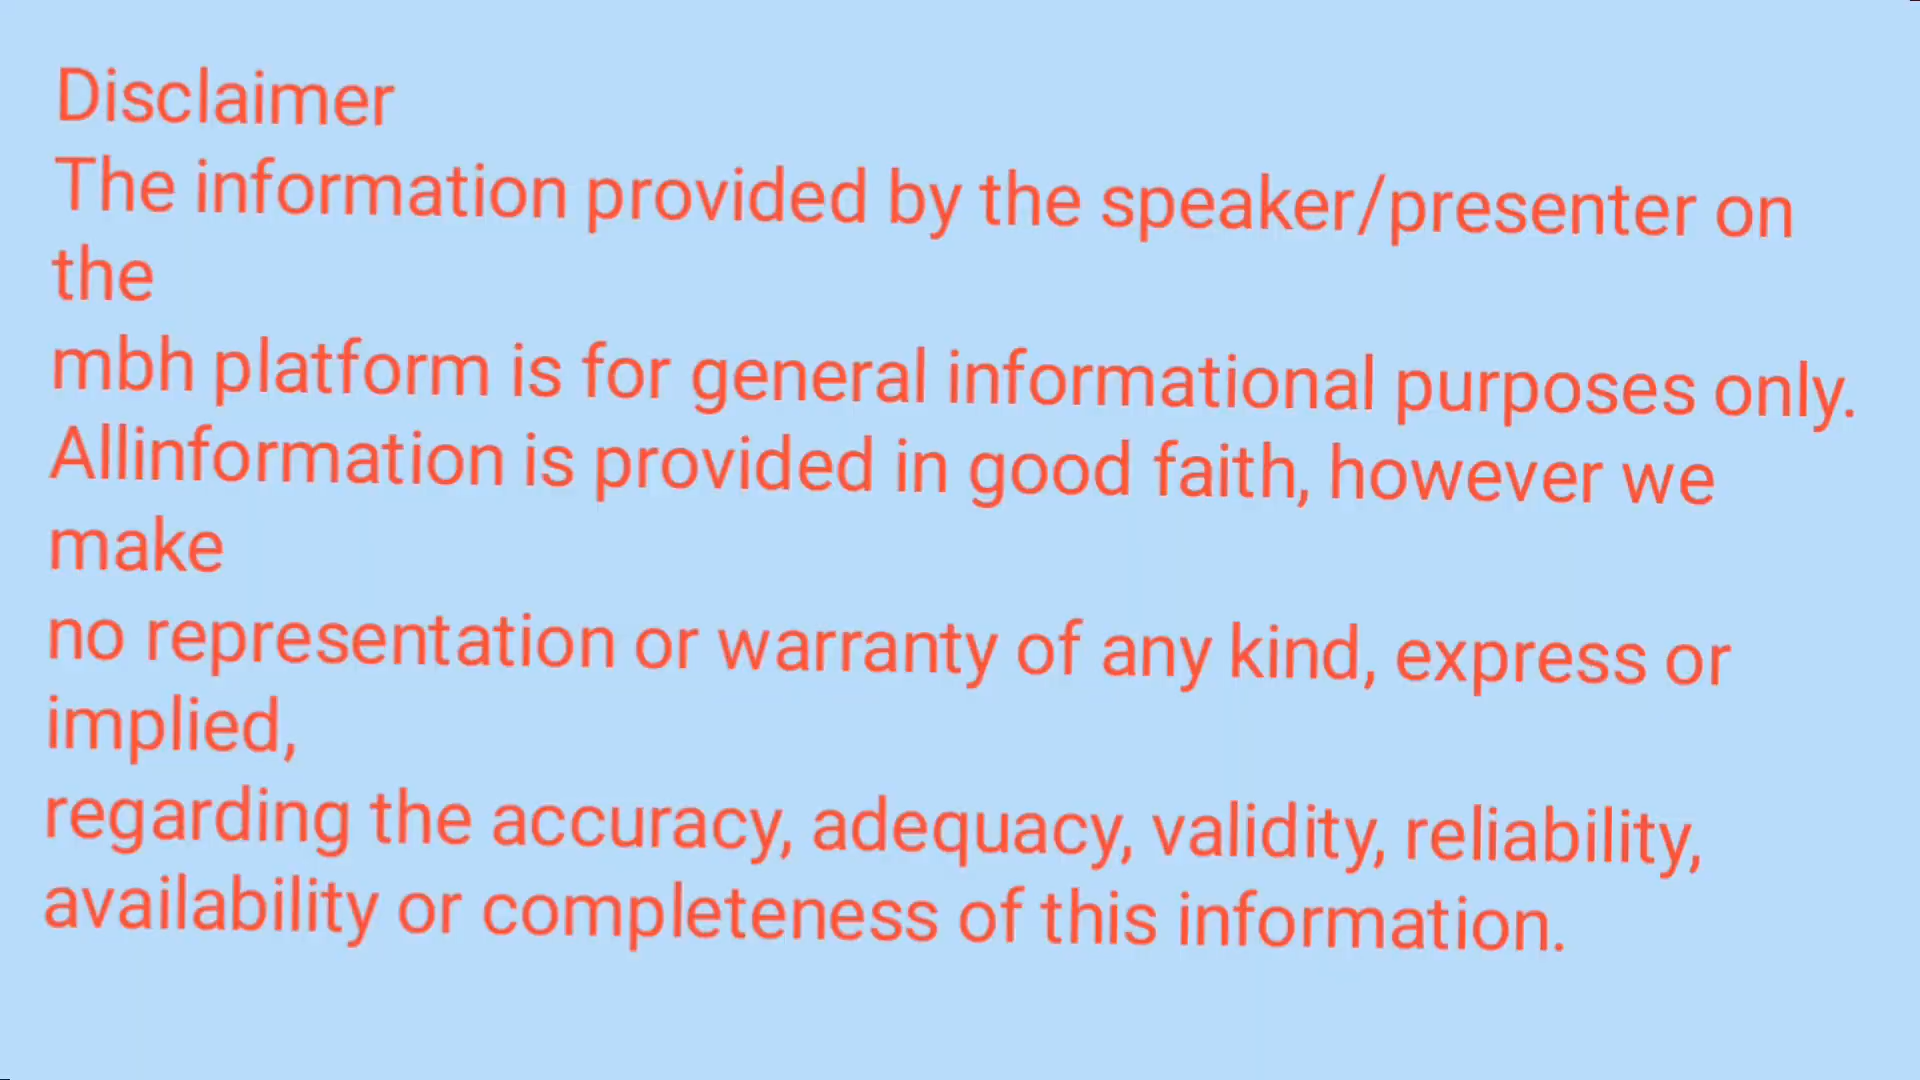 Disclaimer
The information provided by the speaker/presenter on
the
mbh platform is for general informational purposes only.
Allinformation is provided in good faith, however we
make
no representation or warranty of any kind, express or
implied,
regarding the accuracy, adequacy, validity, reliability,
availability or completeness of this information.